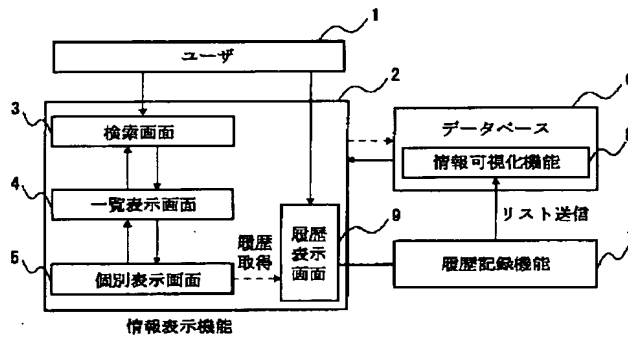 1
ユーザ
2
3
検索画面
データベース
情報可視化機能
4
一覧表示画面
リスト送信
9
履歴
取得
履歴
表示
画面
5
個別表示画面
履歴記録機能
情報表示機能